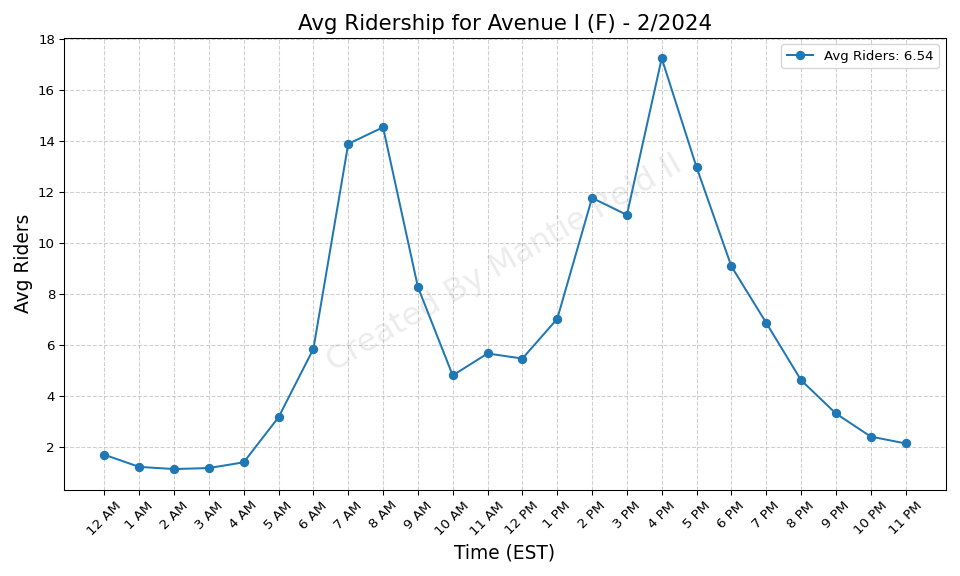 Avg Ridership for Avenue I (F) - 2/2024
Avg Riders: 6.54
Avg Riders
18
16
14
12
10
8
6
4
2
Created By Mantie Reid II
12 AM
1 AM
2 AM
3 AM
4 AM
5 AM
6 AM
7 AM
8 AM
9 AM
10 AM
11 AM
12 PM
1 PM
2 PM
3 PM
4 PM
5 PM
6 PM
7 PM
8 PM
9 PM
10 PM
11 PM
Time (EST)